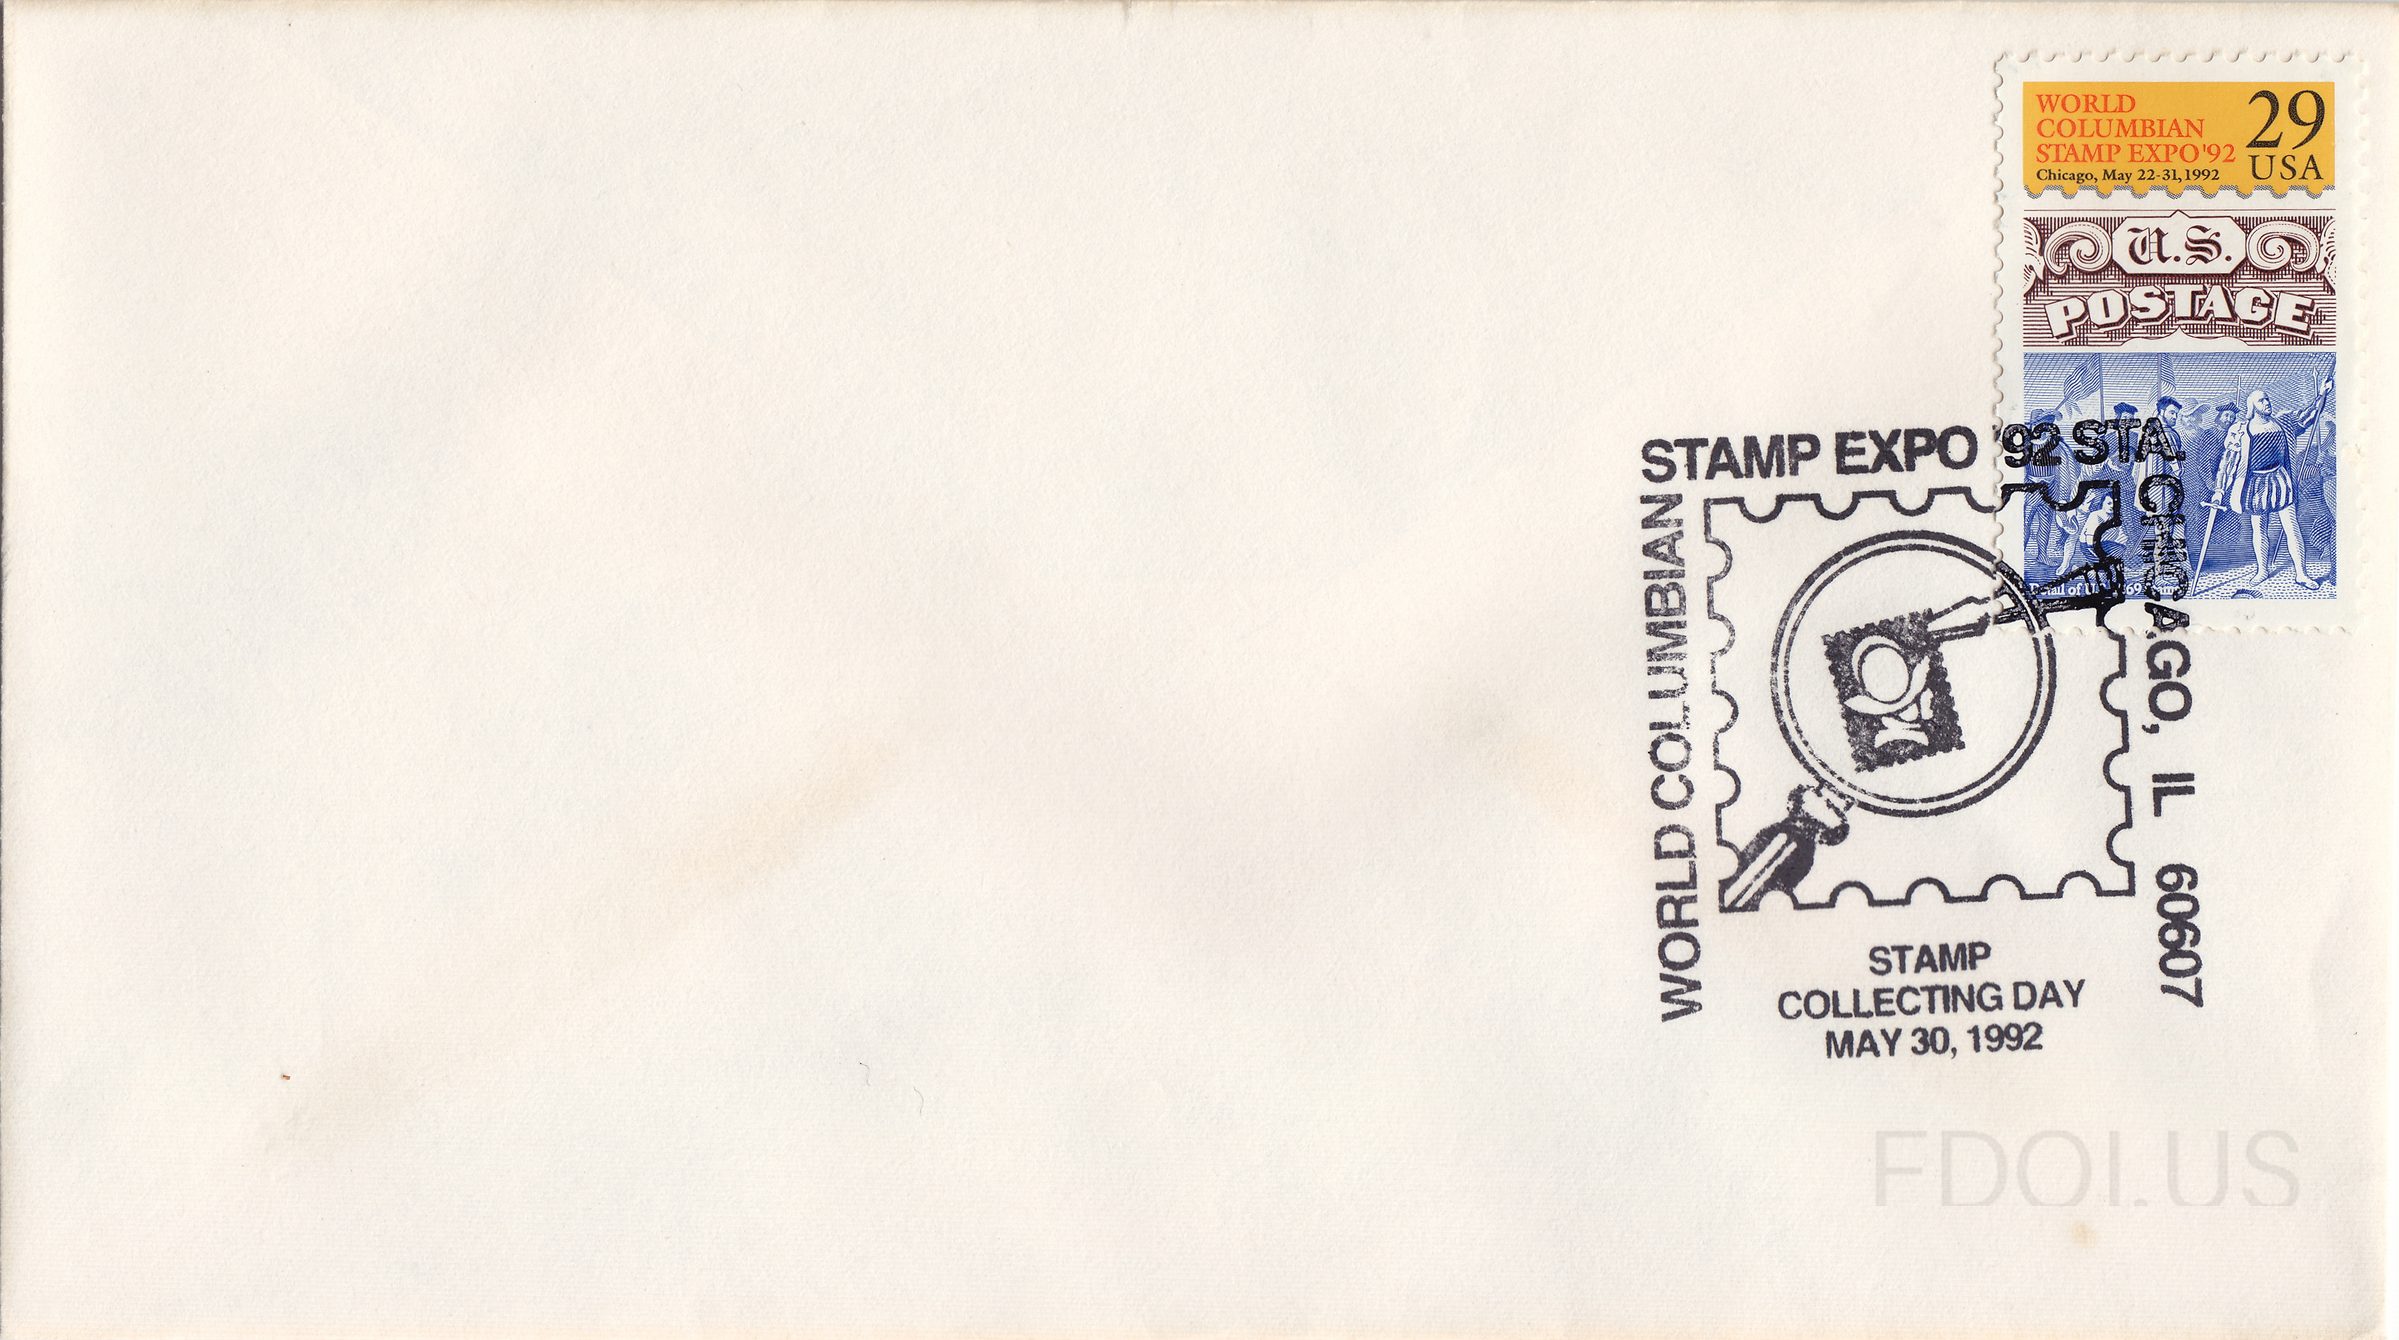 WORLD
COLUMBIAN
STAMP EXPO '92
Chicago, May 22-31, 1992
29
USA
U.S.
POSTAGE
WORLD COLUMBIAN
STAMP EXPO '92 STA.
CHICAGO, IL 60607
STAMP
COLLECTING DAY
MAY 30, 1992
FDOI.US